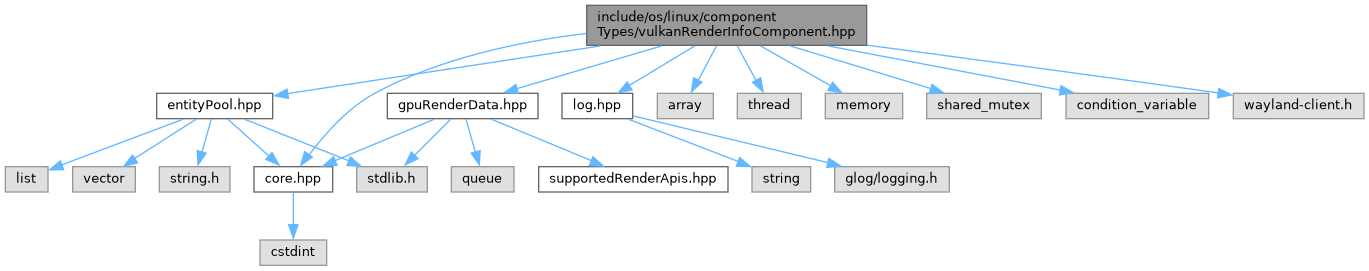 include/os/linux/component
Types/vulkanRenderInfoComponent.hpp
entityPool.hpp
gpuRenderData.hpp
log.hpp
array
thread
memory
shared_mutex
condition_variable
wayland-client.h
list
vector
string.h
core.hpp
stdlib.h
queue
supportedRenderApis.hpp
string
glog/logging.h
cstdint